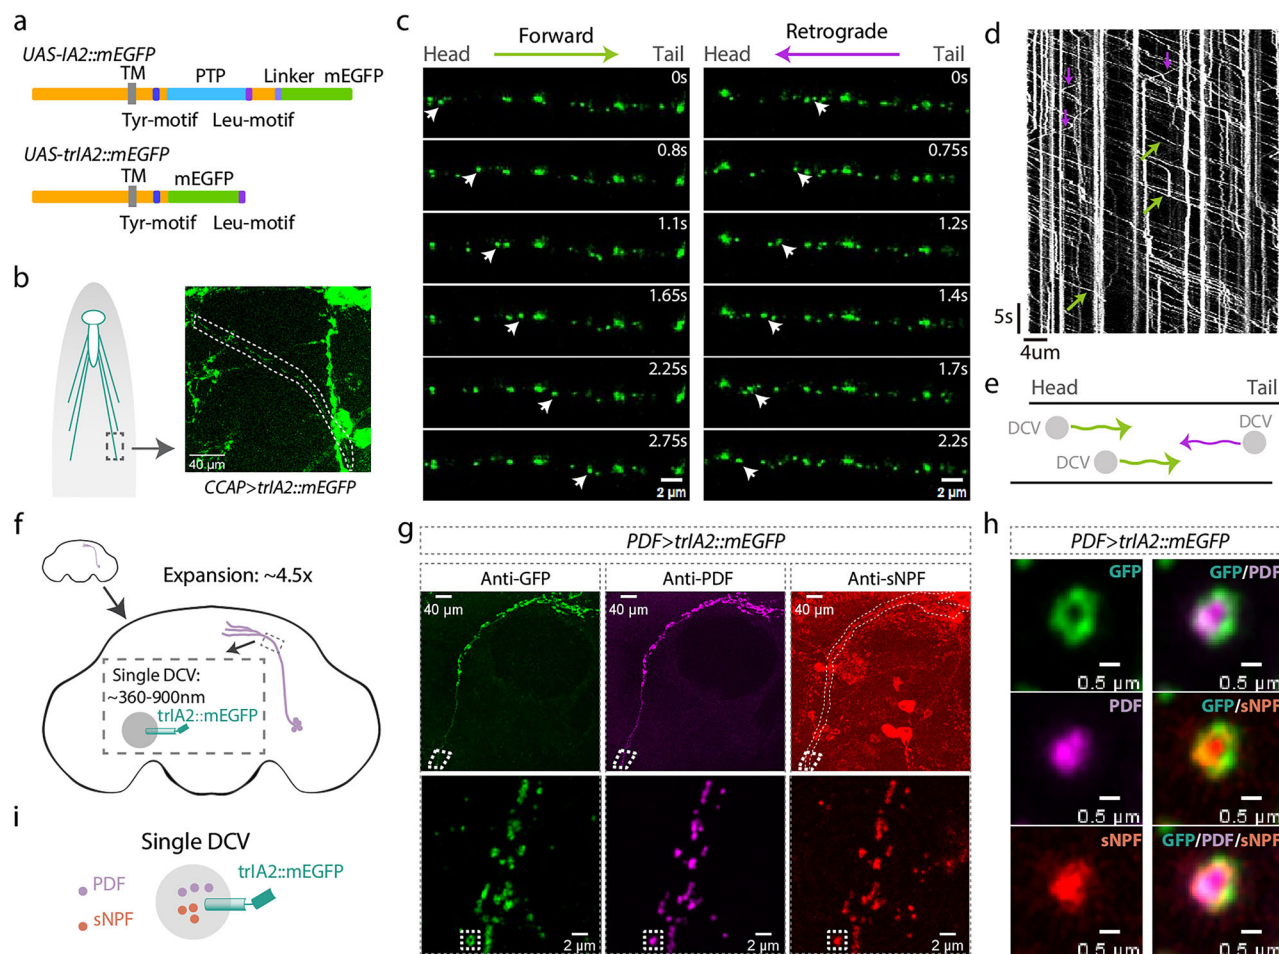 a
UAS-IA2::mEGFP
TM
PTP
Linker
mEGFP
Tyr-motif
Leu-motif
UAS-trIA2::mEGFP
TM
mEGFP
Tyr-motif
Leu-motif
b
40 µm
CCAP>trIA2::mEGFP
c
Forward
Head
Tail
0s
0.8s
1.1s
1.65s
2.25s
2.75s
2 µm
Retrograde
Head
Tail
0s
0.75s
1.2s
1.4s
1.7s
2.2s
2 µm
d
5s
4um
e
Head
Tail
DCV
DCV
DCV
f
Expansion: ~4.5x
Single DCV:
~360-900nm
trIA2::mEGFP
g
PDF>trIA2::mEGFP
Anti-GFP
Anti-PDF
Anti-sNPF
40 µm
40 µm
40 µm
2 µm
2 µm
2 µm
h
PDF>trIA2::mEGFP
GFP
GFP/PDF
0.5 µm
0.5 µm
PDF
GFP/sNPF
0.5 µm
0.5 µm
sNPF
GFP/PDF/sNPF
0.5 µm
0.5 µm
i
Single DCV
PDF
sNPF
trIA2::mEGFP